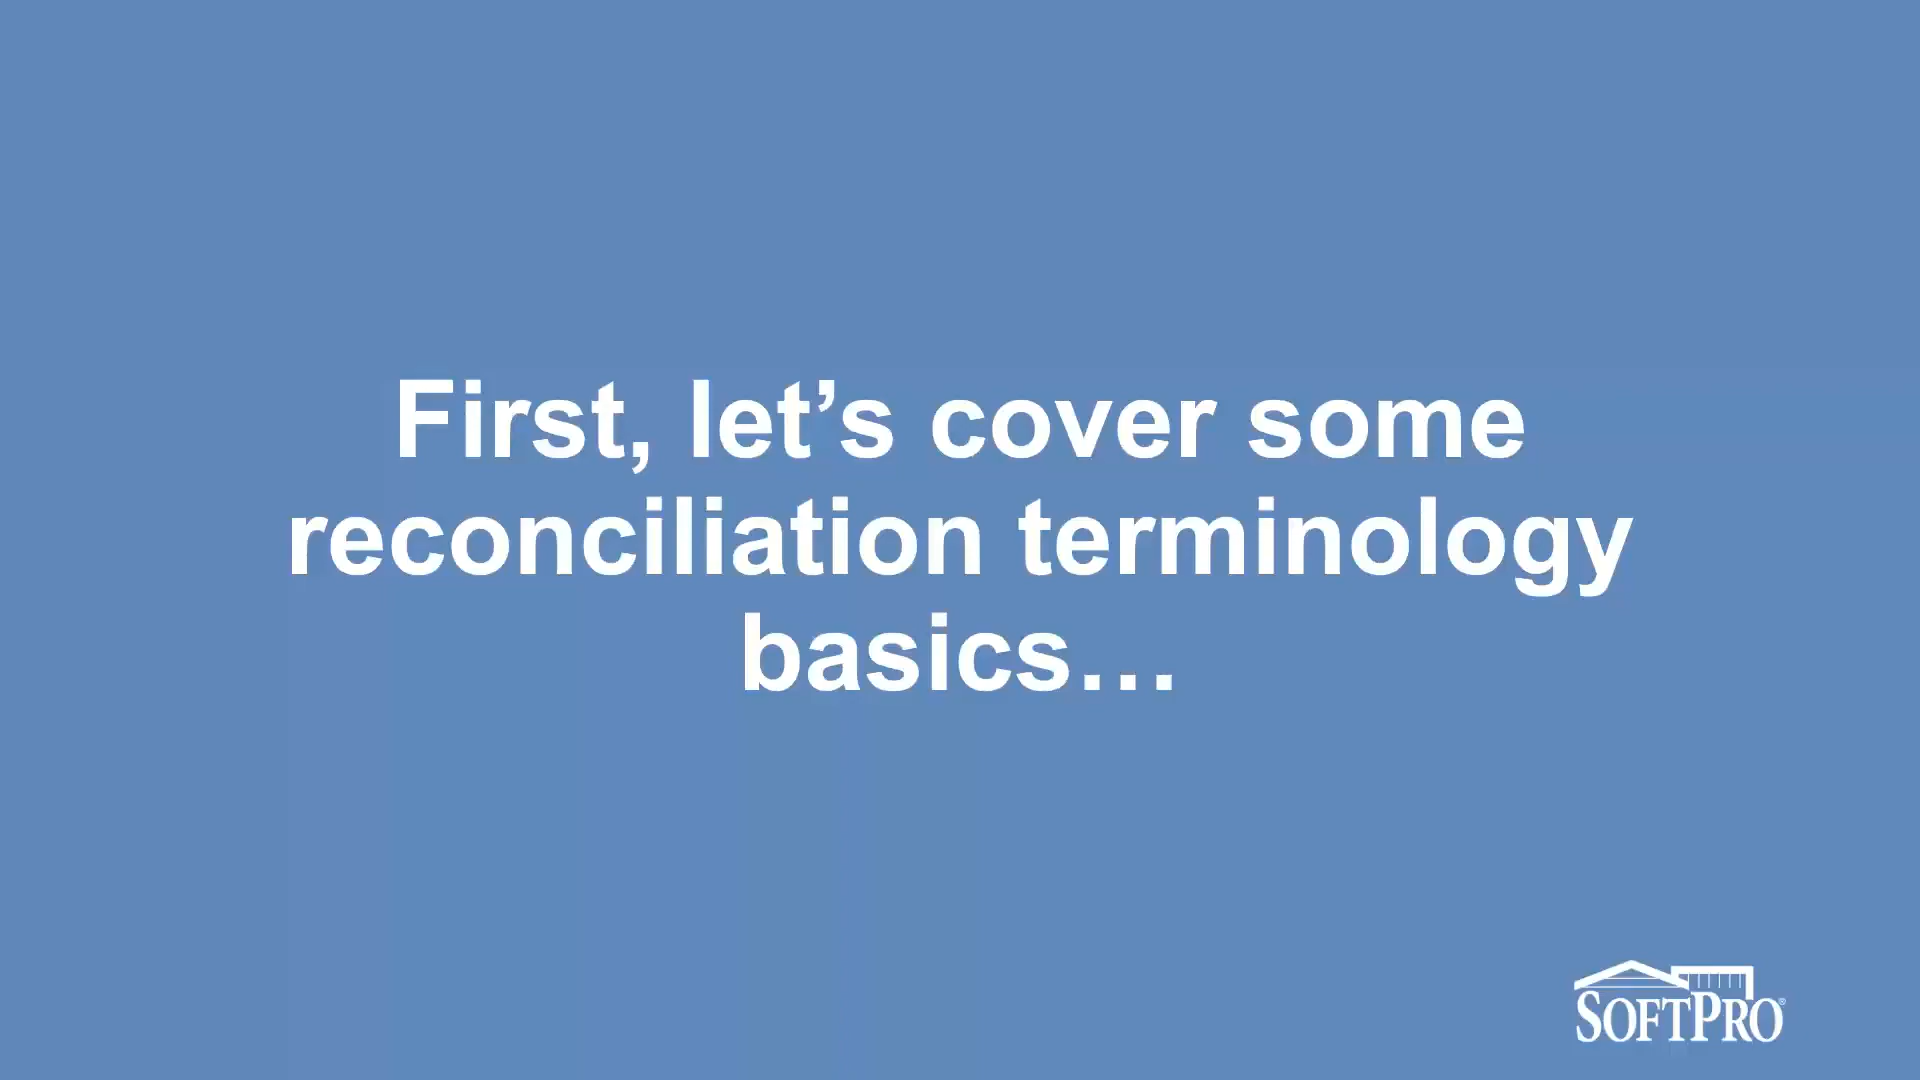 First, let’s cover some
reconciliation terminology
basics…
SOFTPRO®